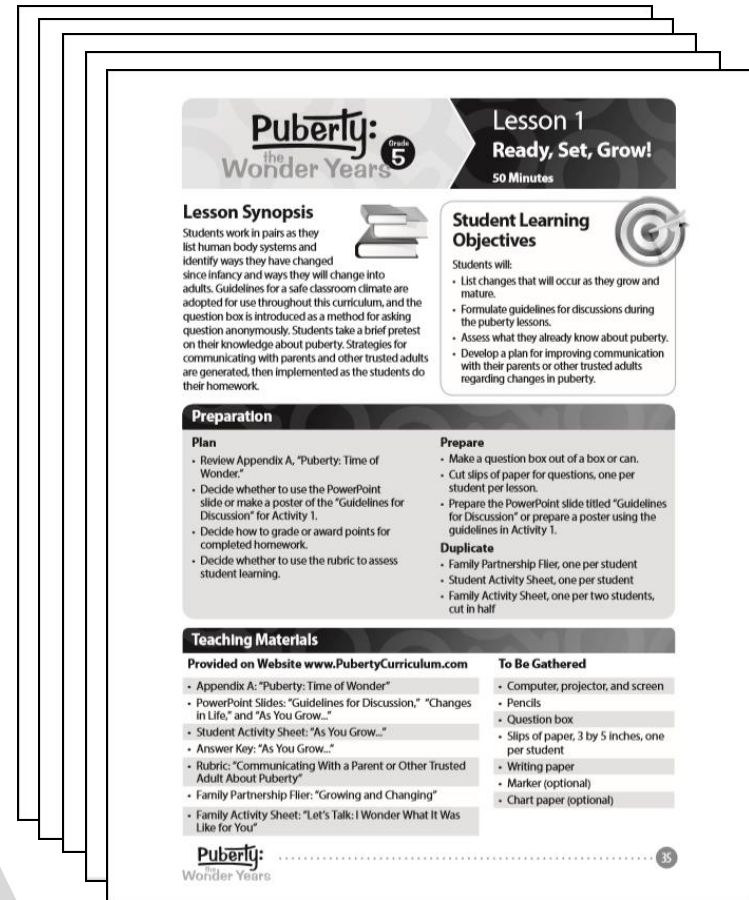 Puberty:
the
Wonder Years
Grade
5
Lesson 1
Ready, Set, Grow!
50 Minutes
Lesson Synopsis
Students work in pairs as they
list human body systems and
identify ways they have changed
since infancy and ways they will change into
adults. Guidelines for a safe classroom climate are
adopted for use throughout this curriculum, and the
question box is introduced as a method for asking
question anonymously. Students take a brief pretest
on their knowledge about puberty. Strategies for
communicating with parents and other trusted adults
are generated, then implemented as the students do
their homework.
Student Learning
Objectives
Students will:
• List changes that will occur as they grow and
mature.
• Formulate guidelines for discussions during
the puberty lessons.
• Assess what they already know about puberty.
• Develop a plan for improving communication
with their parents or other trusted adults
regarding changes in puberty.
Preparation
Plan
• Review Appendix A, "Puberty: Time of
Wonder."
• Decide whether to use the PowerPoint
slide or make a poster of the "Guidelines for
Discussion" for Activity 1.
• Decide how to grade or award points for
completed homework.
• Decide whether to use the rubric to assess
student learning.
Prepare
• Make a question box out of a box or can.
• Cut slips of paper for questions, one per
student per lesson.
• Prepare the PowerPoint slide titled "Guidelines
for Discussion" or prepare a poster using the
guidelines in Activity 1.
Duplicate
• Family Partnership Flier, one per student
• Student Activity Sheet, one per student
• Family Activity Sheet, one per two students,
cut in half
Teaching Materials
Provided on Website www.PubertyCurriculum.com
• Appendix A: "Puberty: Time of Wonder"
• PowerPoint Slides: "Guidelines for Discussion," "Changes
in Life," and "As You Grow..."
• Student Activity Sheet: "As You Grow..."
• Answer Key: "As You Grow..."
• Rubric: "Communicating With a Parent or Other Trusted
Adult About Puberty"
• Family Partnership Flier: "Growing and Changing"
• Family Activity Sheet: "Let's Talk: I Wonder What It Was
Like for You"
To Be Gathered
• Computer, projector, and screen
• Pencils
• Question box
• Slips of paper, 3 by 5 inches, one
per student
• Writing paper
• Marker (optional)
• Chart paper (optional)
Puberty:
the
Wonder Years
35